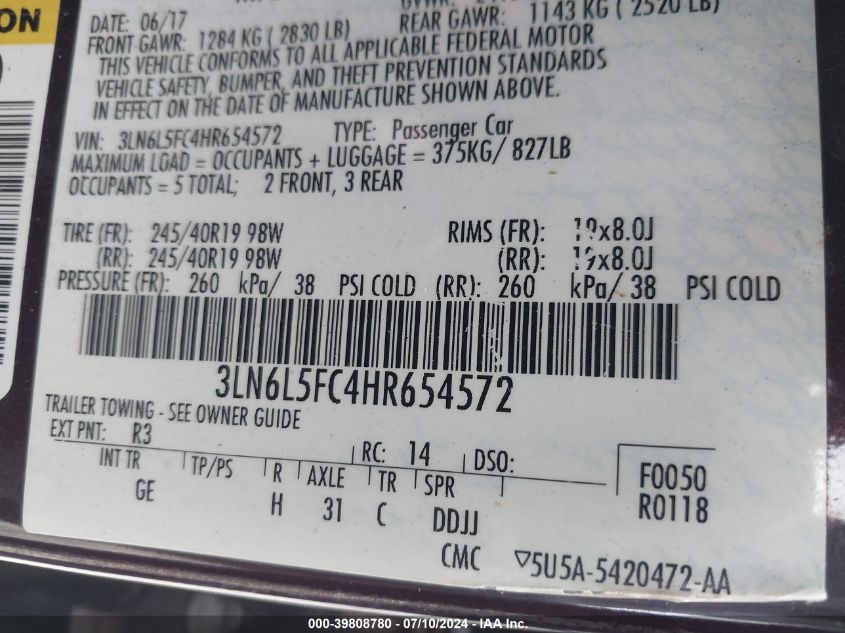 ON
DATE: 06/17
FRONT GAWR: 1284 KG ( 2830 LB)
REAR GAWR: 1143 KG ( 2520 LB)
THIS VEHICLE CONFORMS TO ALL APPLICABLE FEDERAL MOTOR
VEHICLE SAFETY, BUMPER, AND THEFT PREVENTION STANDARDS
IN EFFECT ON THE DATE OF MANUFACTURE SHOWN ABOVE.
VIN: 3LN6L5FC4HR654572 TYPE: Passenger Car
MAXIMUM LOAD = OCCUPANTS + LUGGAGE = 375KG/ 827LB
OCCUPANTS = 5 TOTAL; 2 FRONT, 3 REAR
TIRE (FR): 245/40R19 98W RIMS (FR): 19x8.0J
(RR): 245/40R19 98W (RR): 19x8.0J
PRESSURE (FR): 260 kPa/ 38 PSI COLD (RR): 260 kPa/ 38 PSI COLD
3LN6L5FC4HR654572
TRAILER TOWING - SEE OWNER GUIDE
EXT PNT: R3 RC: 14 DSO:
INT TR TP/PS R AXLE TR SPR F0050
GE H 31 C DDJJ R0118
CMC ▽5U5A-5420472-AA
000-39808780 / 07/10/2024 / IAA Inc.